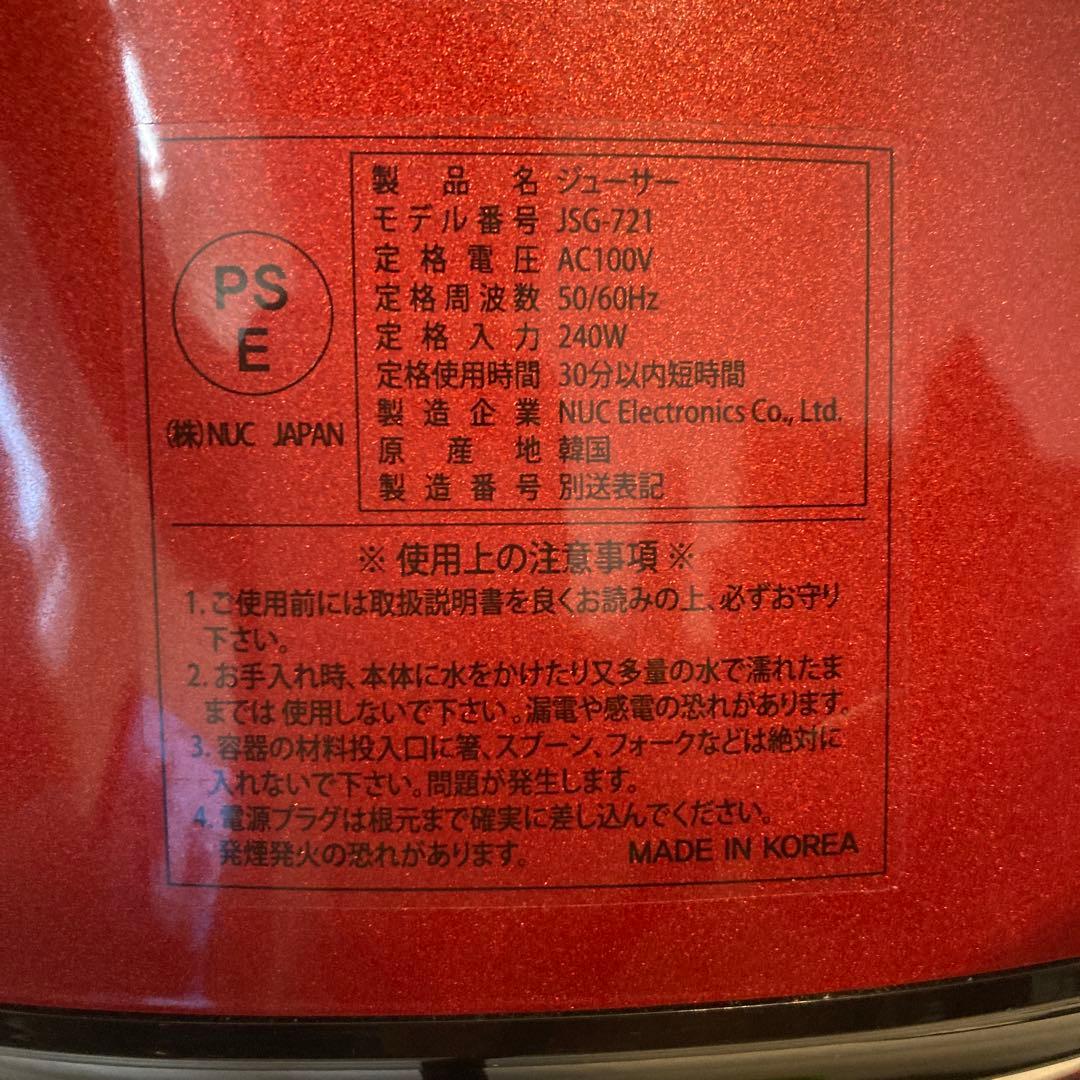 PS
E
(株)NUC JAPAN
製品名 ジューサー
モデル番号 JSG-721
定格電圧 AC100V
定格周波数 50/60Hz
定格入力 240W
定格使用時間 30分以内短時間
製造企業 NUC Electronics Co., Ltd.
原産地 韓国
製造番号 別送表記
※ 使用上の注意事項 ※
1. ご使用前には取扱説明書を良くお読みの上、必ずお守り
下さい。
2. お手入れ時、本体に水をかけたり又多量の水で濡れたま
までは 使用しないで下さい。漏電や感電の恐れがあります。
3. 容器の材料投入口に箸、スプーン、フォークなどは絶対に
入れないで下さい。問題が発生します。
4. 電源プラグは根元まで確実に差し込んでください。
発煙発火の恐れがあります。
MADE IN KOREA